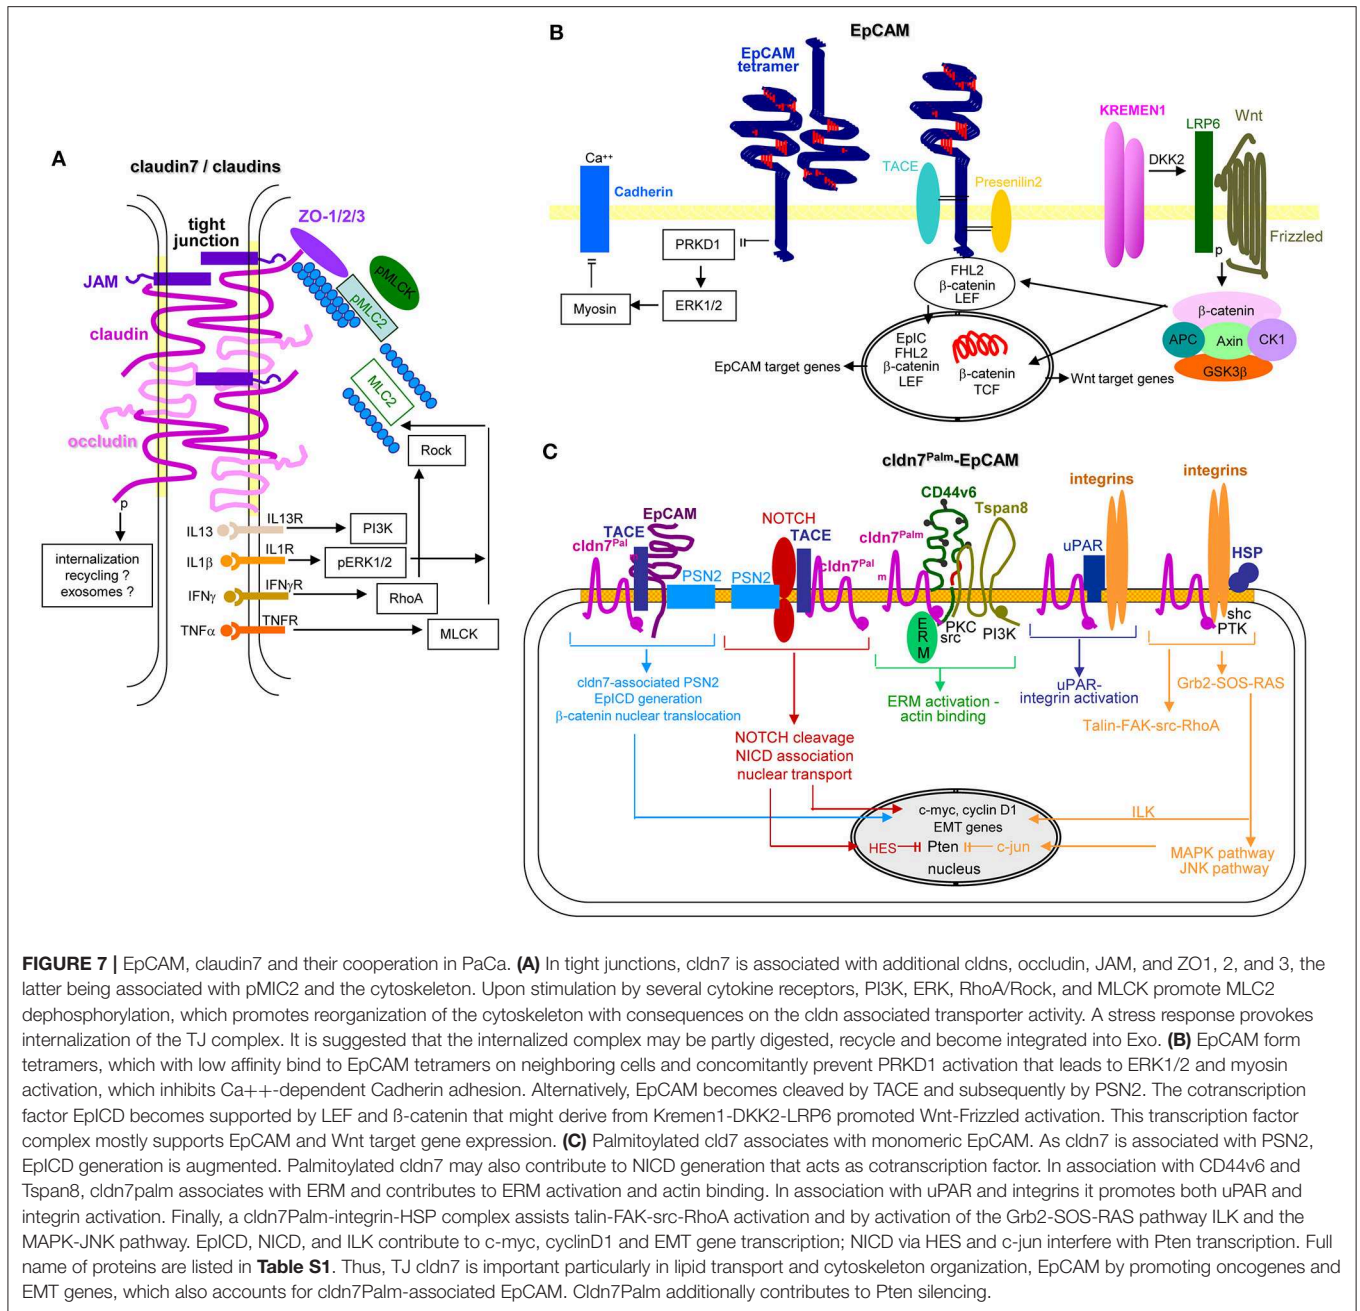 A
claudin7 / claudins
tight
junction
ZO-1/2/3
JAM
pMLCK
pMLC2
claudin
MLC2
occludin
Rock
p
IL13
IL13R
PI3K
internalization
recycling ?
exosomes ?
IL1β
IL1R
pERK1/2
IFNγ
IFNγR
RhoA
TNFα
TNFR
MLCK
B
EpCAM
EpCAM
tetramer
KREMEN1
LRP6
Wnt
Ca++
Cadherin
TACE
Presenilin2
DKK2
Frizzled
PRKD1
p
FHL2
β-catenin
LEF
Myosin
ERK1/2
β-catenin
APC
Axin
CK1
GSK3β
EpIC
FHL2
β-catenin
LEF
β-catenin
TCF
EpCAM target genes
Wnt target genes
C
cldn7Palm-EpCAM
CD44v6
integrins
integrins
EpCAM
TACE
cldn7Pal
NOTCH
TACE
cldn7Palm
Tspan8
uPAR
HSP
PSN2
PSN2
cldn7Pal
m
ERM
PKC
src
PI3K
shc
PTK
cldn7-associated PSN2
EpICD generation
β-catenin nuclear translocation
ERM activation -
actin binding
uPAR-
integrin activation
Grb2-SOS-RAS
Talin-FAK-src-RhoA
NOTCH cleavage
NICD association
nuclear transport
c-myc, cyclin D1
EMT genes
ILK
HES
Pten
c-jun
nucleus
MAPK pathway
JNK pathway
FIGURE 7 | EpCAM, claudin7 and their cooperation in PaCa. (A) In tight junctions, cldn7 is associated with additional cldns, occludin, JAM, and ZO1, 2, and 3, the
latter being associated with pMIC2 and the cytoskeleton. Upon stimulation by several cytokine receptors, PI3K, ERK, RhoA/Rock, and MLCK promote MLC2
dephosphorylation, which promotes reorganization of the cytoskeleton with consequences on the cldn associated transporter activity. A stress response provokes
internalization of the TJ complex. It is suggested that the internalized complex may be partly digested, recycle and become integrated into Exo. (B) EpCAM form
tetramers, which with low affinity bind to EpCAM tetramers on neighboring cells and concomitantly prevent PRKD1 activation that leads to ERK1/2 and myosin
activation, which inhibits Ca++-dependent Cadherin adhesion. Alternatively, EpCAM becomes cleaved by TACE and subsequently by PSN2. The cotranscription
factor EpICD becomes supported by LEF and ß-catenin that might derive from Kremen1-DKK2-LRP6 promoted Wnt-Frizzled activation. This transcription factor
complex mostly supports EpCAM and Wnt target gene expression. (C) Palmitoylated cld7 associates with monomeric EpCAM. As cldn7 is associated with PSN2,
EpICD generation is augmented. Palmitoylated cldn7 may also contribute to NICD generation that acts as cotranscription factor. In association with CD44v6 and
Tspan8, cldn7palm associates with ERM and contributes to ERM activation and actin binding. In association with uPAR and integrins it promotes both uPAR and
integrin activation. Finally, a cldn7Palm-integrin-HSP complex assists talin-FAK-src-RhoA activation and by activation of the Grb2-SOS-RAS pathway ILK and the
MAPK-JNK pathway. EpICD, NICD, and ILK contribute to c-myc, cyclinD1 and EMT gene transcription; NICD via HES and c-jun interfere with Pten transcription. Full
name of proteins are listed in Table S1. Thus, TJ cldn7 is important particularly in lipid transport and cytoskeleton organization, EpCAM by promoting oncogenes and
EMT genes, which also accounts for cldn7Palm-associated EpCAM. Cldn7Palm additionally contributes to Pten silencing.